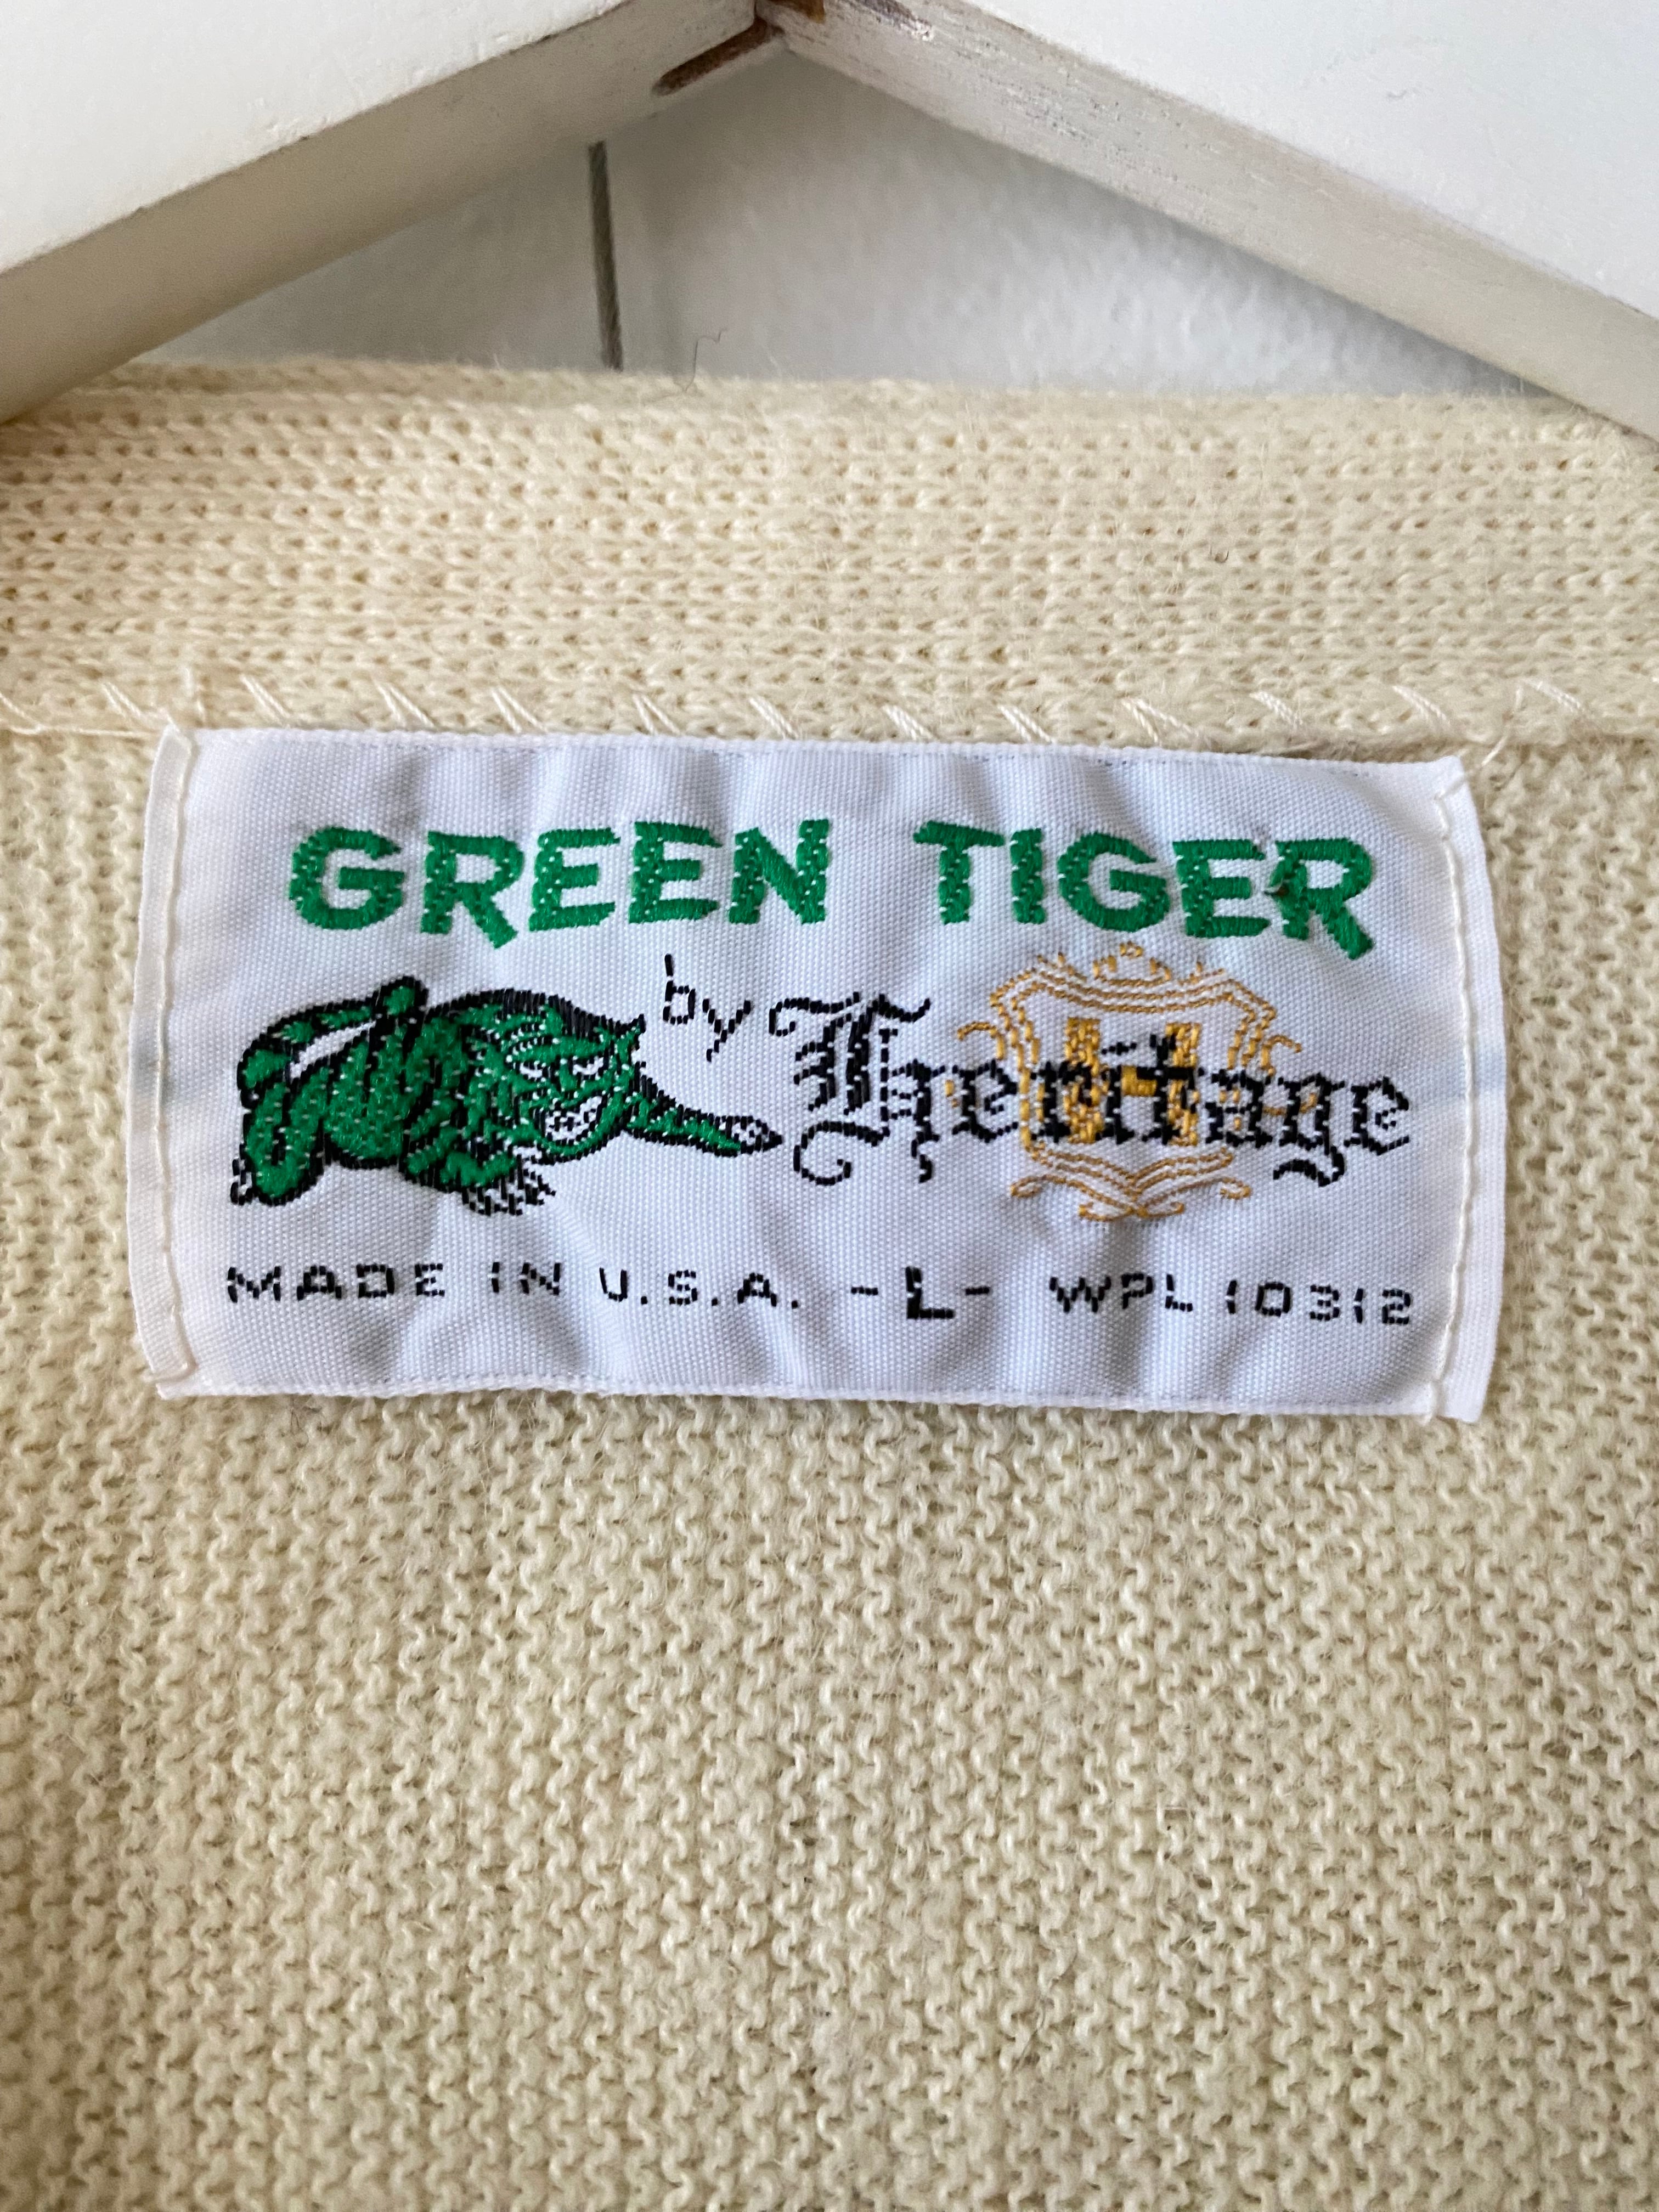 GREEN TIGER
by Heritage
H
MADE IN U.S.A. -L- WPL 10312